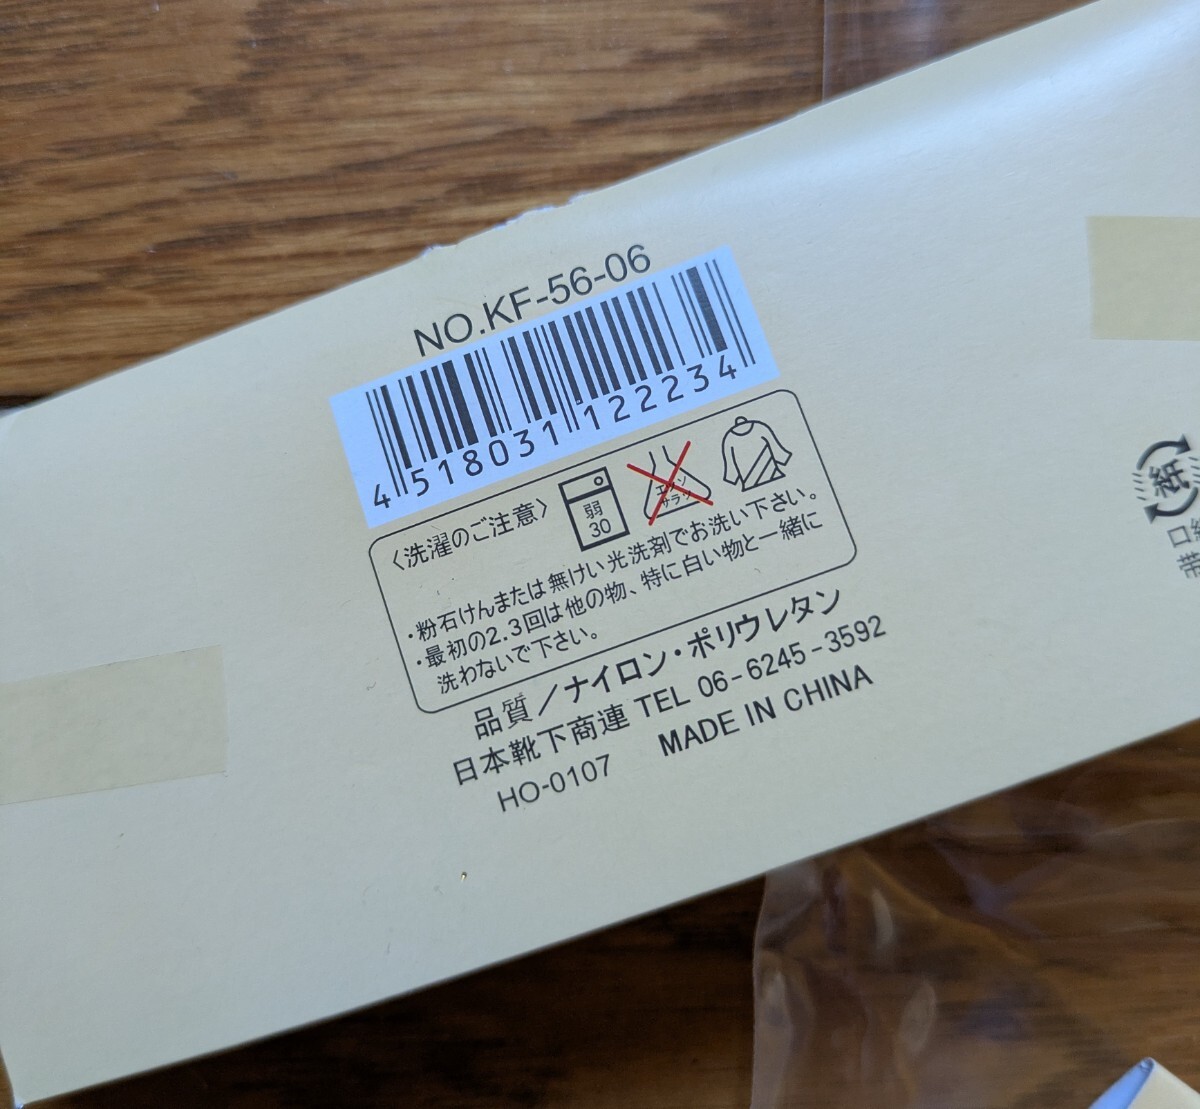 NO.KF-56-06
4 518031 122234
〈洗濯のご注意〉
弱
30
エンソ
サラシ
・粉石けんまたは無けい光洗剤でお洗い下さい。
・最初の2.3回は他の物、特に白い物と一緒に
洗わないで下さい。
品質/ナイロン・ポリウレタン
日本靴下商連 TEL 06-6245-3592
HO-0107 MADE IN CHINA
紙